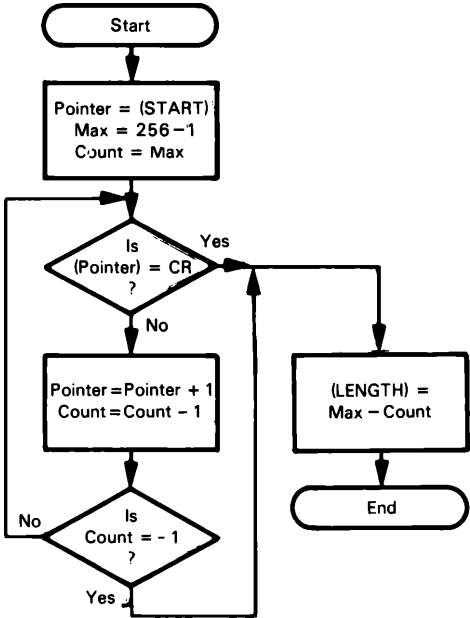 Start
Pointer = (START)
Max = 256-1
Count = Max
Is
(Pointer) = CR
?
Yes
No
Pointer = Pointer + 1
Count = Count - 1
(LENGTH) =
Max - Count
Is
Count = - 1
?
No
Yes
End